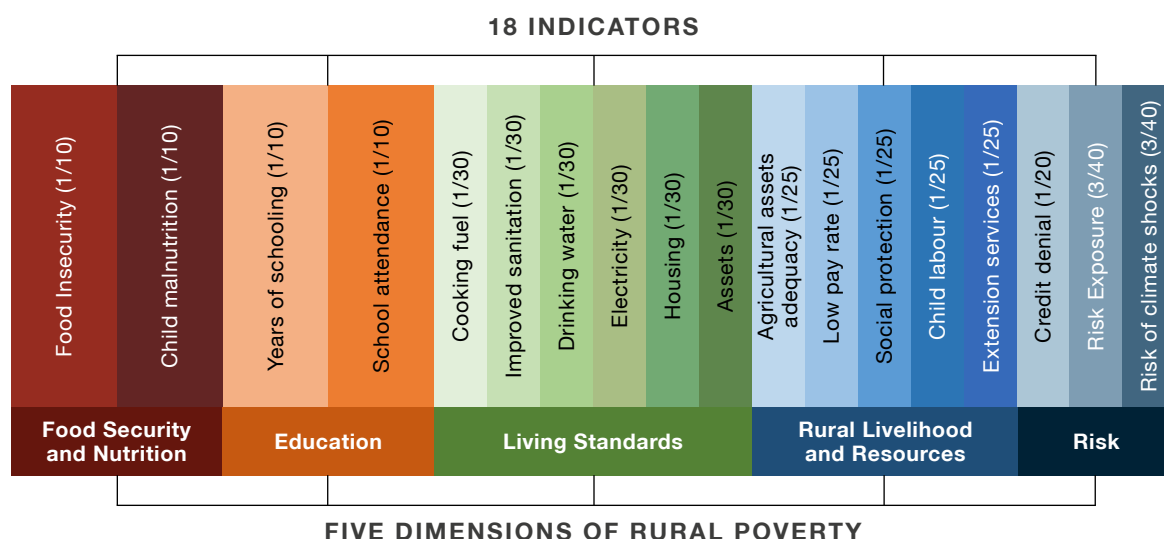 18 INDICATORS
Food Insecurity (1/10)
Child malnutrition (1/10)
Years of schooling (1/10)
School attendance (1/10)
Cooking fuel (1/30)
Improved sanitation (1/30)
Drinking water (1/30)
Electricity (1/30)
Housing (1/30)
Assets (1/30)
Agricultural assets
adequacy (1/25)
Low pay rate (1/25)
Social protection (1/25)
Child labour (1/25)
Extension services (1/25)
Credit denial (1/20)
Risk Exposure (3/40)
Risk of climate shocks (3/40)
Food Security
and Nutrition
Education
Living Standards
Rural Livelihood
and Resources
Risk
FIVE DIMENSIONS OF RURAL POVERTY